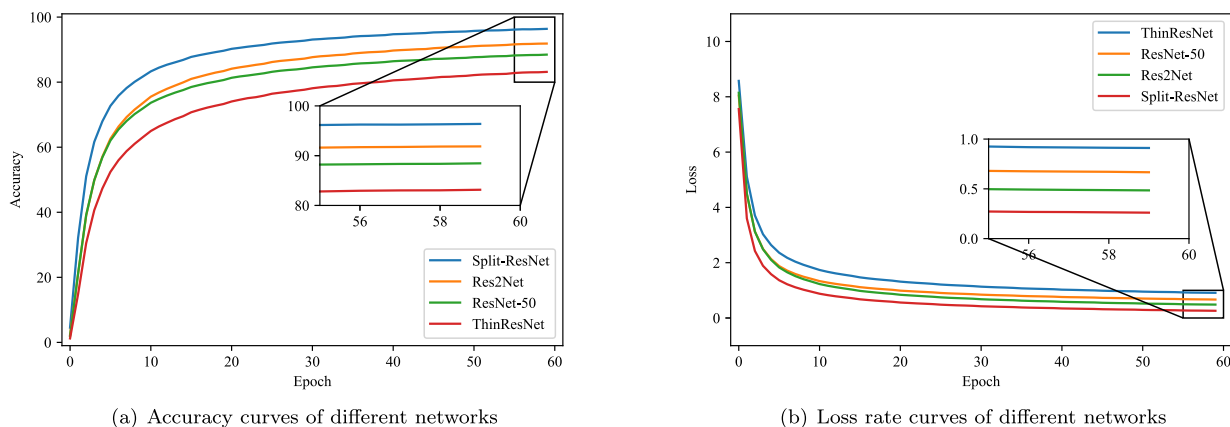 100
80
60
40
20
0
Accuracy
0 10 20 30 40 50 60
Epoch
100
90
80
56 58 60
Split-ResNet
Res2Net
ResNet-50
ThinResNet
(a) Accuracy curves of different networks
10
8
6
4
2
0
Loss
0 10 20 30 40 50 60
Epoch
ThinResNet
ResNet-50
Res2Net
Split-ResNet
1.0
0.5
0.0
56 58 60
(b) Loss rate curves of different networks